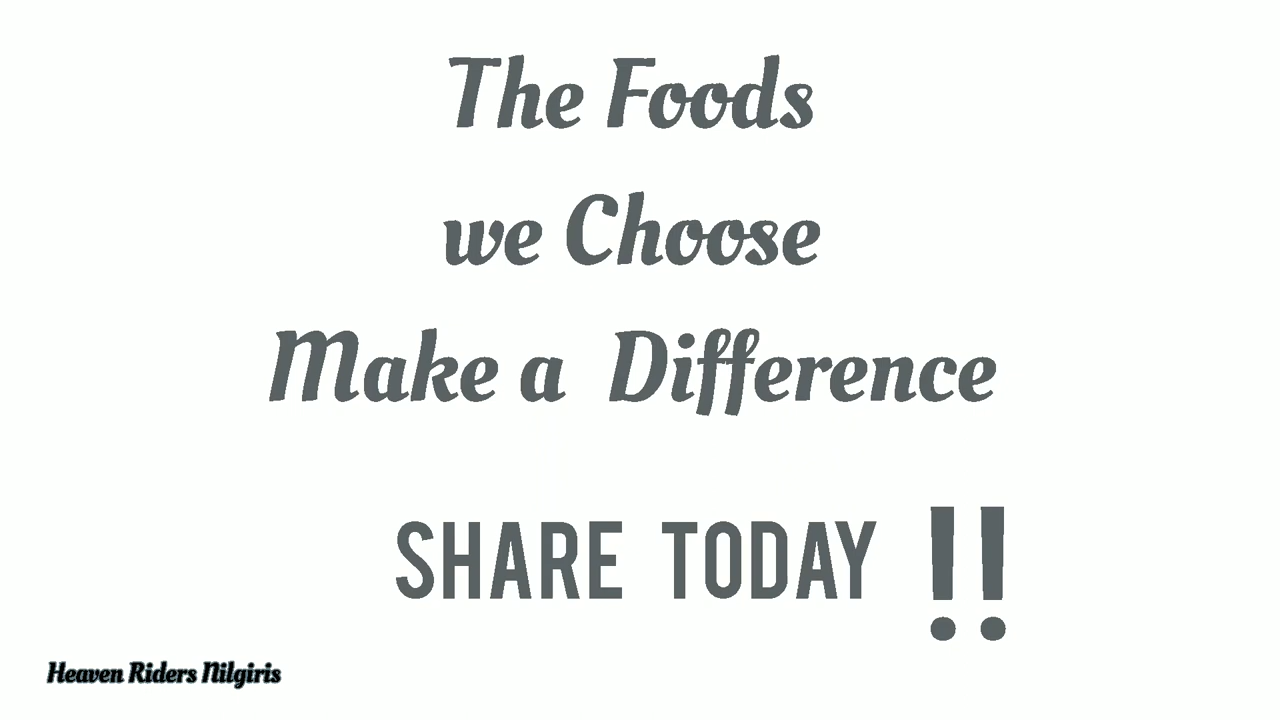 The Foods
we Choose
Make a Difference
SHARE TODAY !!
Heaven Riders Nilgiris